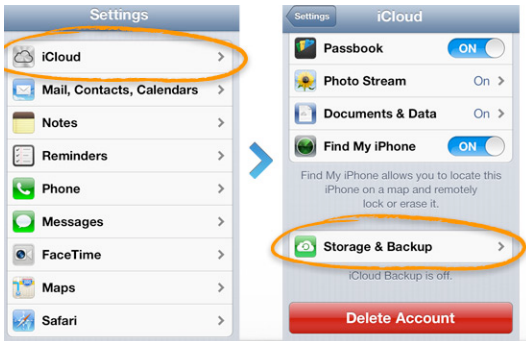 Settings
iCloud
Mail, Contacts, Calendars
Notes
Reminders
Phone
Messages
FaceTime
Maps
Safari
Settings
iCloud
Passbook
ON
Photo Stream
On
Documents & Data
On
Find My iPhone
ON
Find My iPhone allows you to locate this
iPhone on a map and remotely
lock or erase it.
Storage & Backup
iCloud Backup is off.
Delete Account